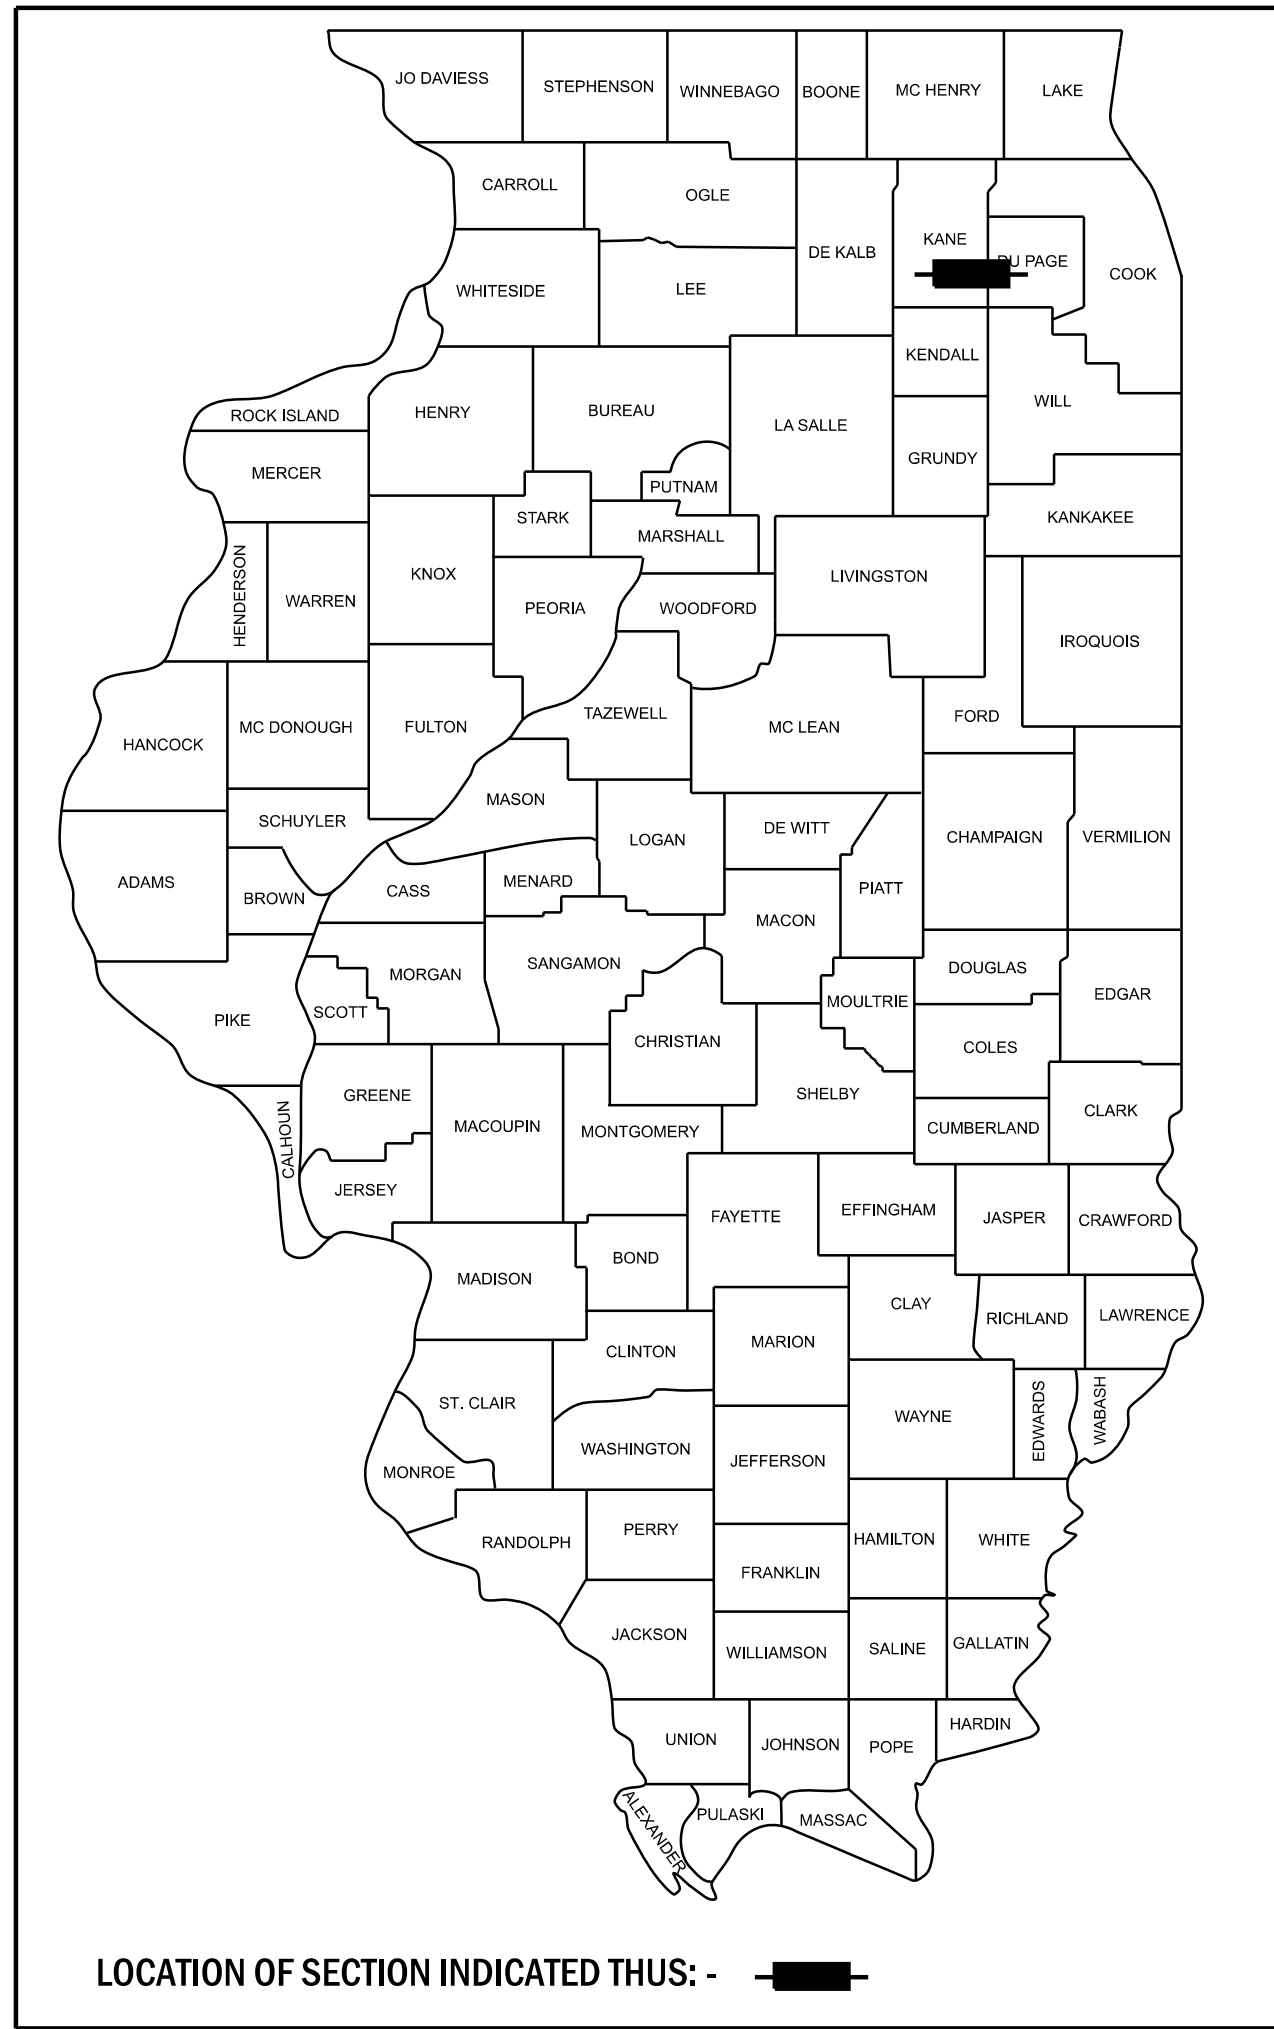 JO DAVIESS
STEPHENSON
WINNEBAGO
BOONE
MC HENRY
LAKE
CARROLL
OGLE
DE KALB
KANE
DU PAGE
COOK
WHITESIDE
LEE
KENDALL
WILL
ROCK ISLAND
HENRY
BUREAU
LA SALLE
GRUNDY
MERCER
PUTNAM
STARK
MARSHALL
KANKAKEE
HENDERSON
WARREN
KNOX
PEORIA
WOODFORD
LIVINGSTON
IROQUOIS
HANCOCK
MC DONOUGH
FULTON
TAZEWELL
MC LEAN
FORD
MASON
SCHUYLER
LOGAN
DE WITT
CHAMPAIGN
VERMILION
ADAMS
BROWN
CASS
MENARD
PIATT
MACON
PIKE
SCOTT
MORGAN
SANGAMON
DOUGLAS
EDGAR
MOULTRIE
CHRISTIAN
COLES
CALHOUN
GREENE
MACOUPIN
MONTGOMERY
SHELBY
CUMBERLAND
CLARK
JERSEY
FAYETTE
EFFINGHAM
JASPER
CRAWFORD
MADISON
BOND
CLAY
RICHLAND
LAWRENCE
CLINTON
MARION
ST. CLAIR
WAYNE
EDWARDS
WABASH
MONROE
WASHINGTON
JEFFERSON
RANDOLPH
PERRY
HAMILTON
WHITE
FRANKLIN
JACKSON
WILLIAMSON
SALINE
GALLATIN
UNION
JOHNSON
POPE
HARDIN
ALEXANDER
PULASKI
MASSAC
LOCATION OF SECTION INDICATED THUS: -